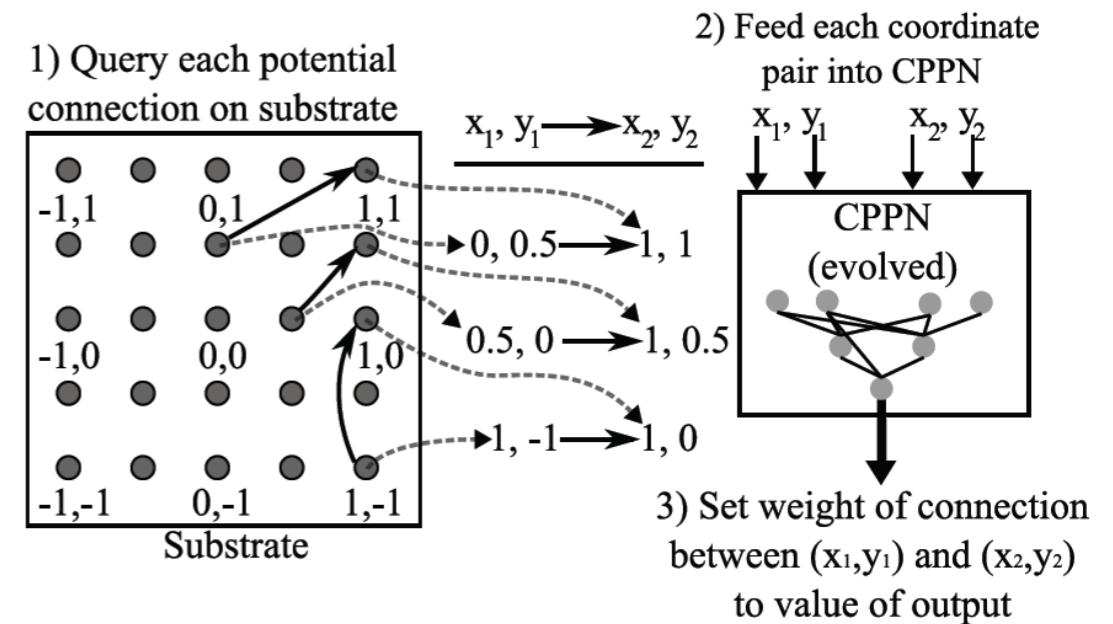 1) Query each potential
connection on substrate
-1,1 0,1 1,1
-1,0 0,0 1,0
-1,-1 0,-1 1,-1
Substrate
x₁, y₁ x₂, y₂
0, 0.5 1, 1
0.5, 0 1, 0.5
1, -1 1, 0
2) Feed each coordinate
pair into CPPN
x₁, y₁ x₂, y₂
CPPN
(evolved)
3) Set weight of connection
between (x₁,y₁) and (x₂,y₂)
to value of output